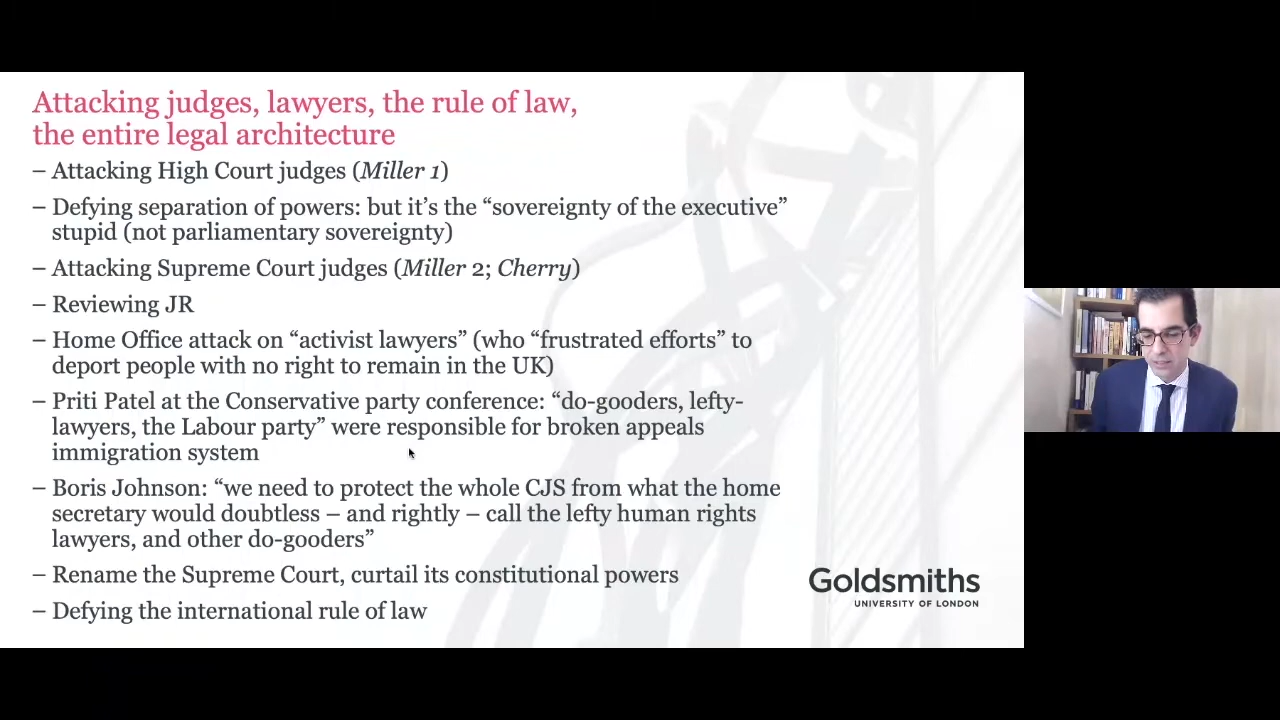 Attacking judges, lawyers, the rule of law,
the entire legal architecture
– Attacking High Court judges (Miller 1)
– Defying separation of powers: but it’s the “sovereignty of the executive”
stupid (not parliamentary sovereignty)
– Attacking Supreme Court judges (Miller 2; Cherry)
– Reviewing JR
– Home Office attack on “activist lawyers” (who “frustrated efforts” to
deport people with no right to remain in the UK)
– Priti Patel at the Conservative party conference: “do-gooders, lefty-
lawyers, the Labour party” were responsible for broken appeals
immigration system
– Boris Johnson: “we need to protect the whole CJS from what the home
secretary would doubtless – and rightly – call the lefty human rights
lawyers, and other do-gooders”
– Rename the Supreme Court, curtail its constitutional powers
– Defying the international rule of law
Goldsmiths
UNIVERSITY OF LONDON